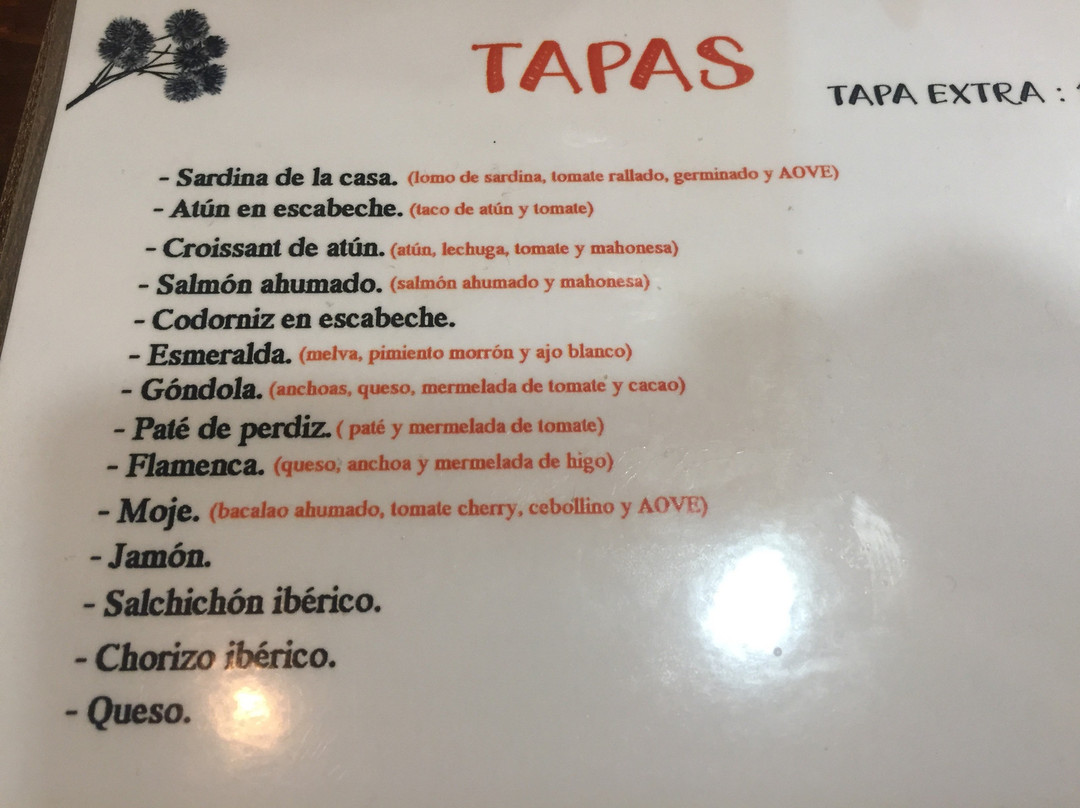 TAPAS
TAPA EXTRA :
- Sardina de la casa. (lomo de sardina, tomate rallado, germinado y AOVE)
- Atún en escabeche. (taco de atún y tomate)
- Croissant de atún. (atún, lechuga, tomate y mahonesa)
- Salmón ahumado. (salmón ahumado y mahonesa)
- Codorniz en escabeche.
- Esmeralda. (melva, pimiento morrón y ajo blanco)
- Góndola. (anchoas, queso, mermelada de tomate y cacao)
- Paté de perdiz. ( paté y mermelada de tomate)
- Flamenca. (queso, anchoa y mermelada de higo)
- Moje. (bacalao ahumado, tomate cherry, cebollino y AOVE)
- Jamón.
- Salchichón ibérico.
- Chorizo ibérico.
- Queso.